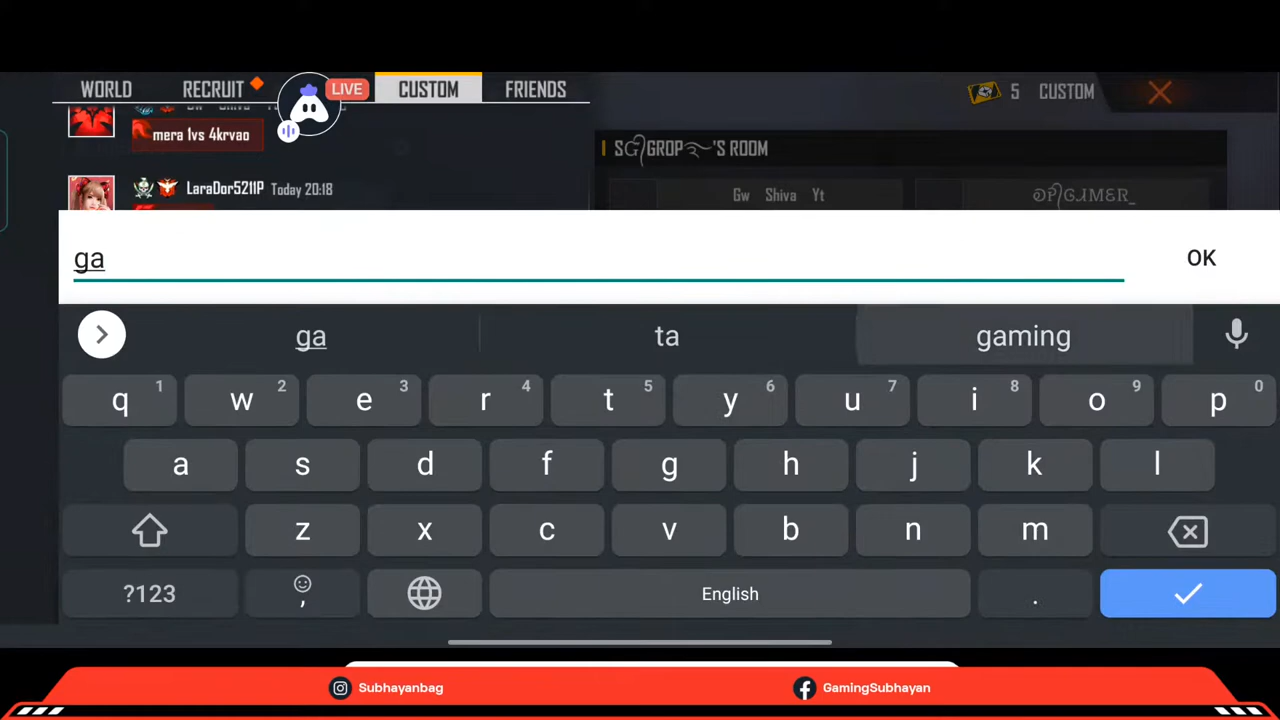 WORLD RECRUIT LIVE CUSTOM FRIENDS 5 CUSTOM
mera 1vs 4krvao
'S ROOM
LaraDor5211P Today 20:18
Gw Shiva Yt
ga OK
ga ta gaming
q 1 w 2 e 3 r 4 t 5 y 6 u 7 i 8 o 9 p 0
a s d f g h j k l
z x c v b n m
?123 , English .
Subhayanbag GamingSubhayan